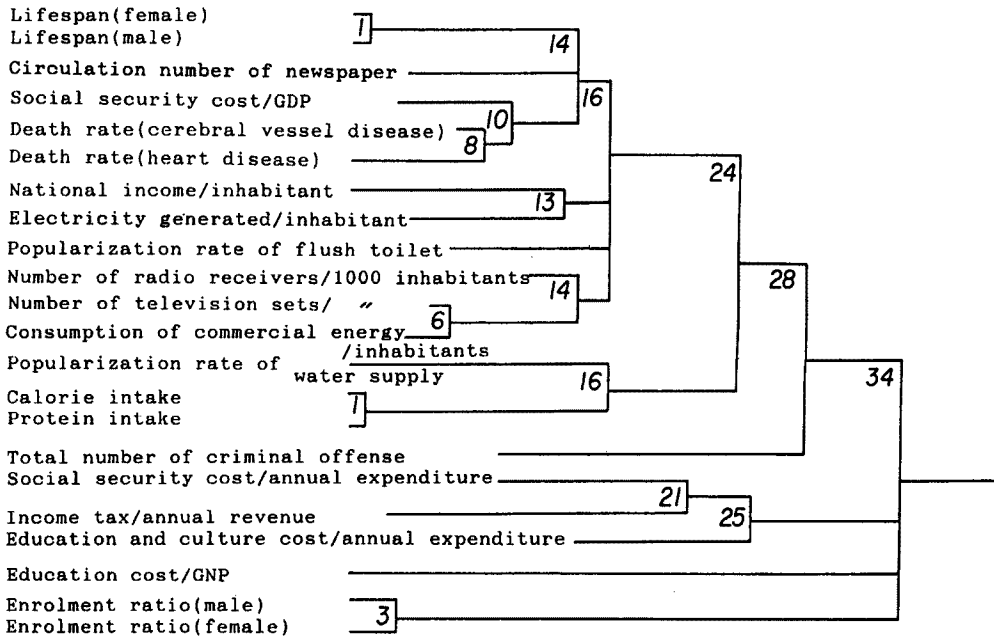 Lifespan(female)
Lifespan(male)
1
14
Circulation number of newspaper
16
Social security cost/GDP
10
Death rate(cerebral vessel disease)
8
Death rate(heart disease)
24
National income/inhabitant
13
Electricity generated/inhabitant
Popularization rate of flush toilet
Number of radio receivers/1000 inhabitants
14
28
Number of television sets/ 〃
6
Consumption of commercial energy
/inhabitants
Popularization rate of
water supply
16
34
Calorie intake
1
Protein intake
Total number of criminal offense
Social security cost/annual expenditure
21
Income tax/annual revenue
25
Education and culture cost/annual expenditure
Education cost/GNP
Enrolment ratio(male)
3
Enrolment ratio(female)